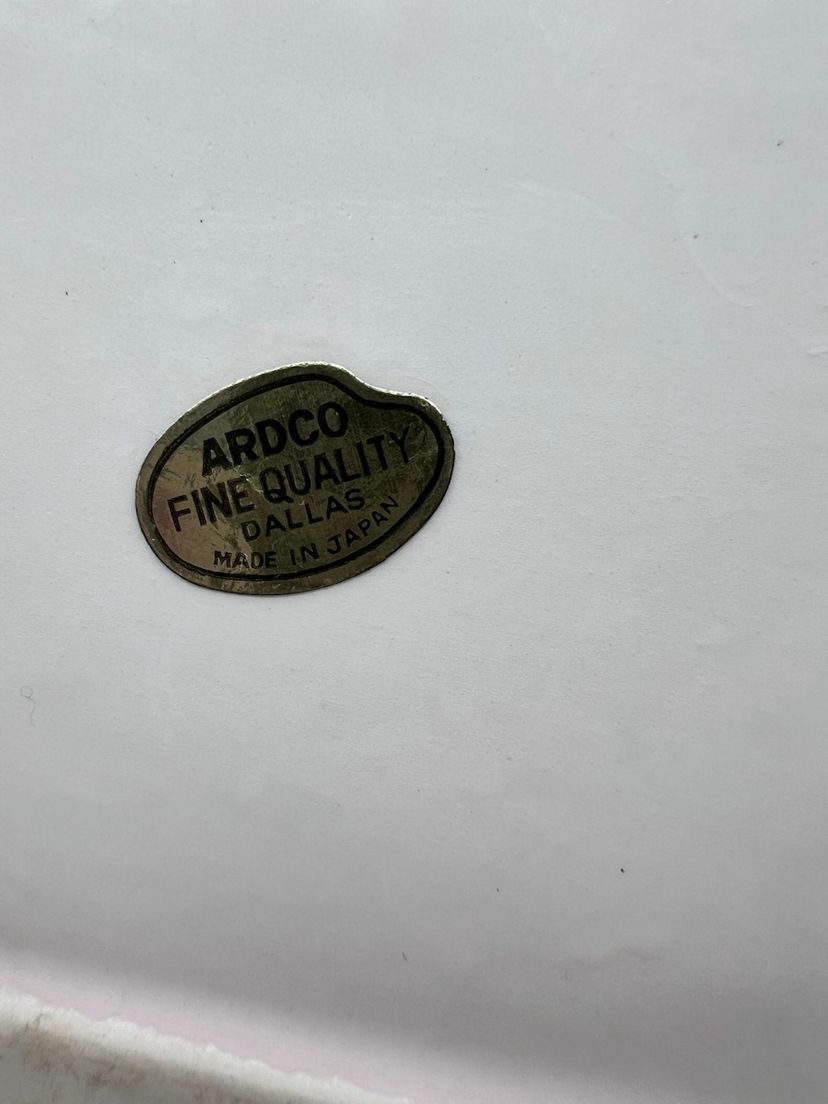 ARDCO
FINE QUALITY
DALLAS
MADE IN JAPAN